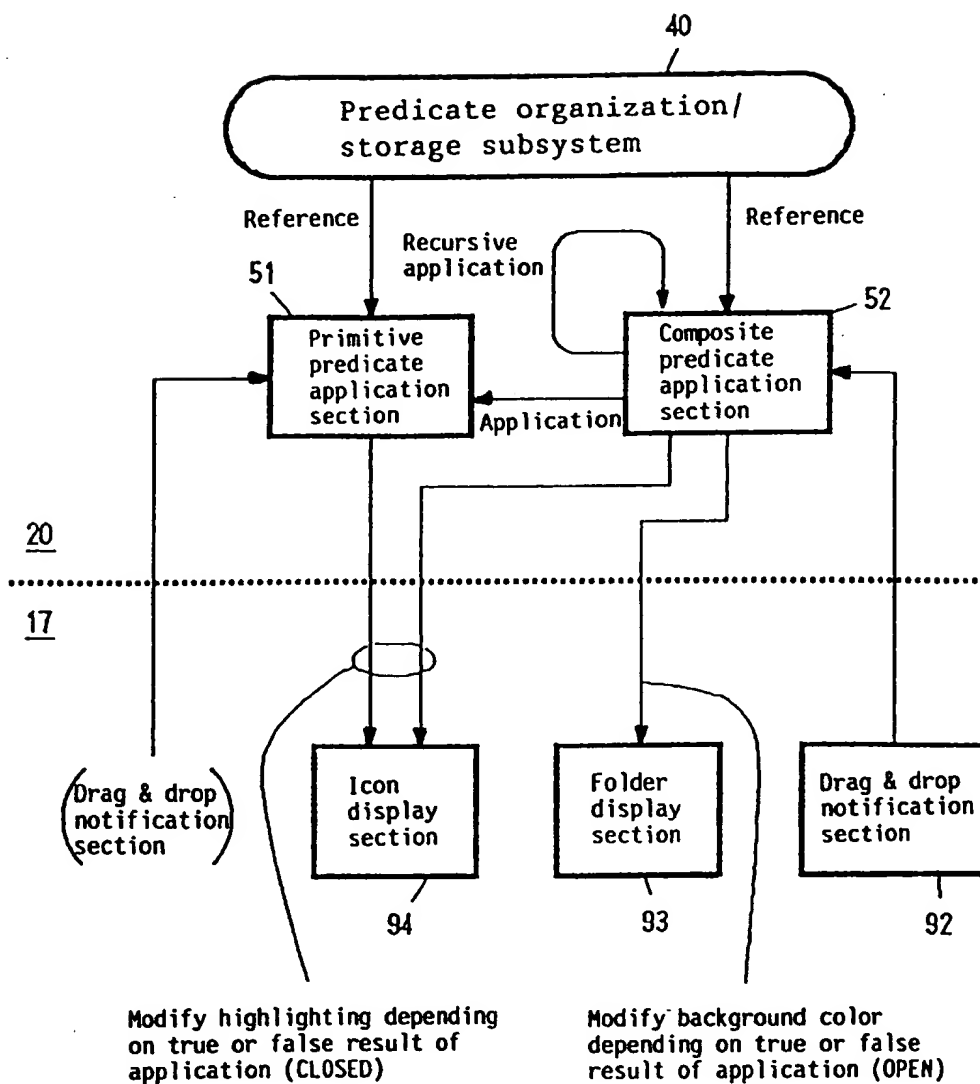 40
Predicate organization/
storage subsystem
Reference
Reference
Recursive
application
51
52
Primitive
predicate
application
section
Composite
predicate
application
section
Application
20
17
(Drag & drop
notification
section)
Icon
display
section
Folder
display
section
Drag & drop
notification
section
94
93
92
Modify highlighting depending
on true or false result of
application (CLOSED)
Modify background color
depending on true or false
result of application (OPEN)